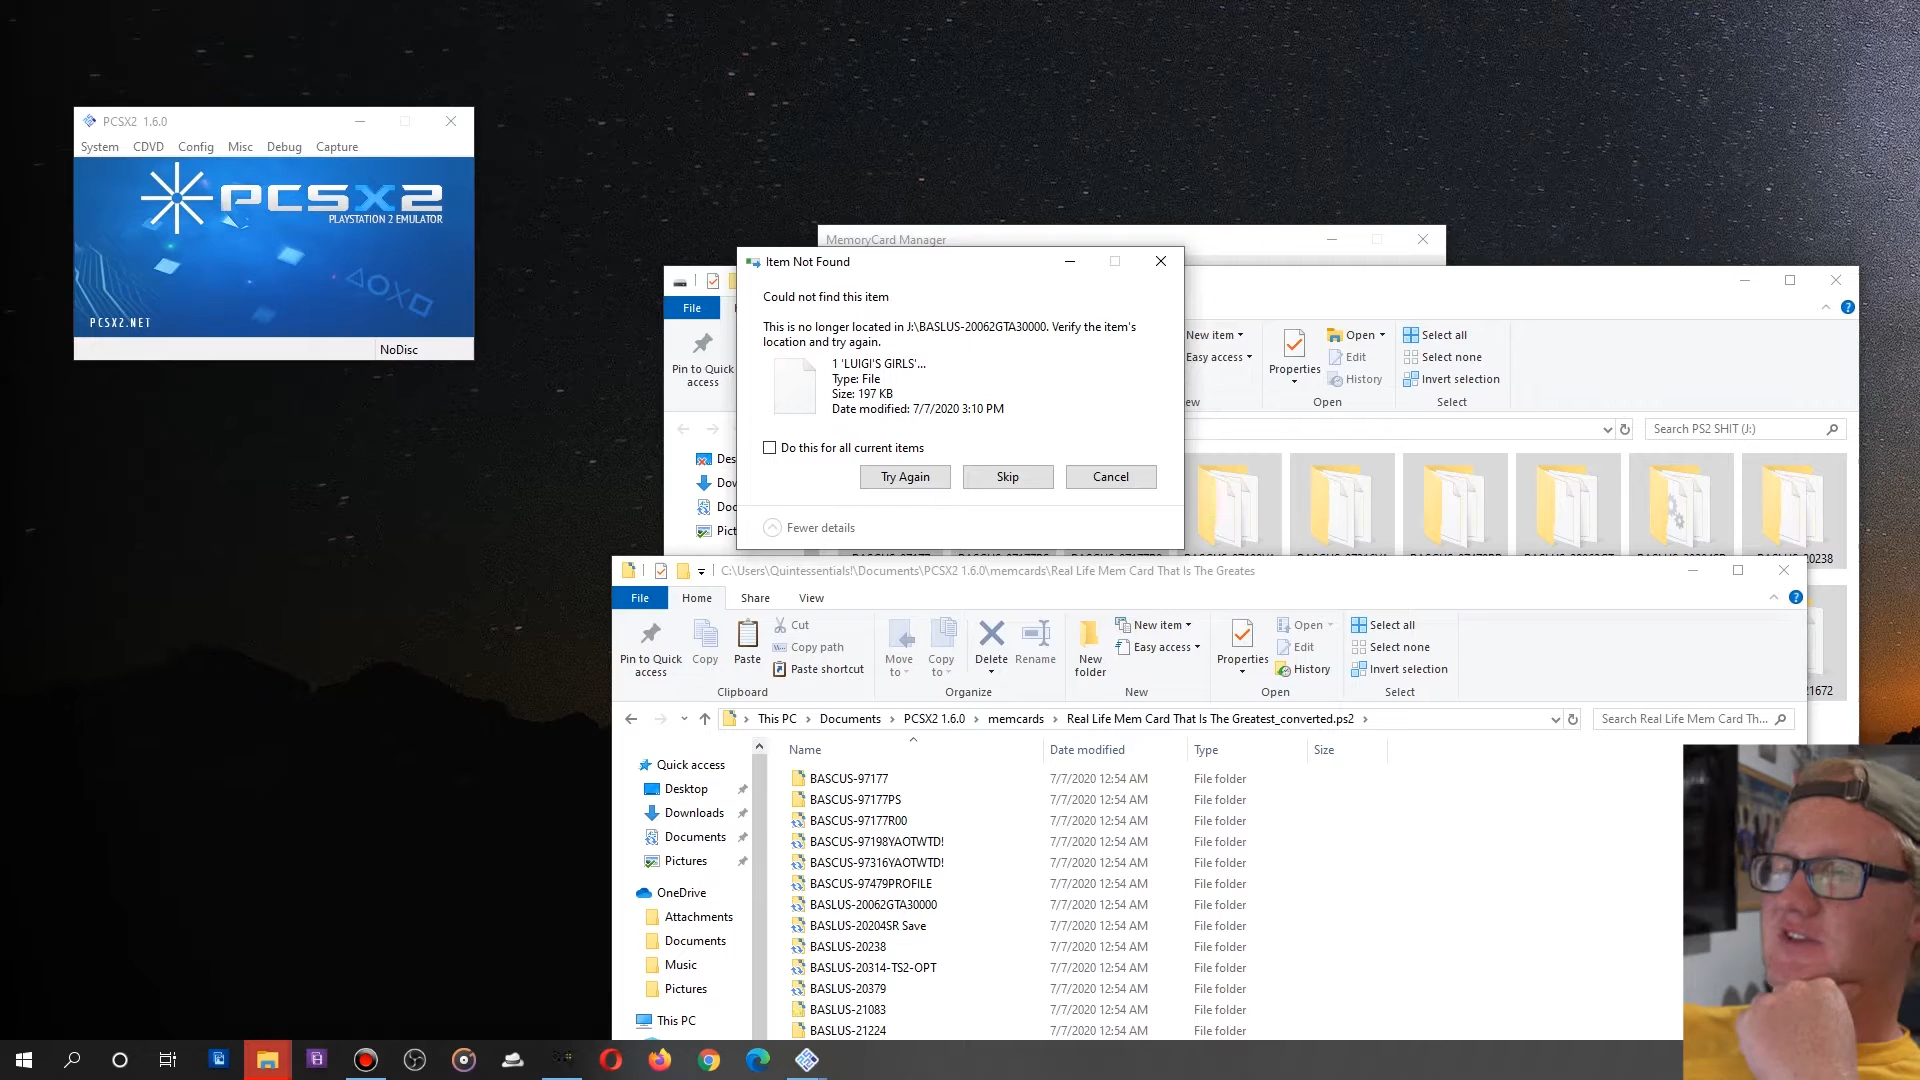 PCSX2 1.6.0
System CDVD Config Misc Debug Capture
PCSX2
PLAYSTATION 2 EMULATOR
PCSX2.NET
NoDisc
MemoryCard Manager
Item Not Found
Could not find this item
This is no longer located in J:\BASLUS-20062GTA30000. Verify the item's
location and try again.
1 'LUIGI'S GIRLS'...
Type: File
Size: 197 KB
Date modified: 7/7/2020 3:10 PM
Do this for all current items
Try Again Skip Cancel
Fewer details
File
Pin to Quick
access
New item
Easy access
Properties
Open
Edit
History
Open
Select all
Select none
Invert selection
Select
Search PS2 SHIT (J:)
20238
21672
C:\Users\Quintessentials!\Documents\PCSX2 1.6.0\memcards\Real Life Mem Card That Is The Greates
File Home Share View
Pin to Quick
access
Copy
Paste
Cut
Copy path
Paste shortcut
Clipboard
Move
to
Copy
to
Delete
Rename
Organize
New
folder
New item
Easy access
New
Properties
Open
Edit
History
Open
Select all
Select none
Invert selection
Select
This PC > Documents > PCSX2 1.6.0 > memcards > Real Life Mem Card That Is The Greatest_converted.ps2 >
Search Real Life Mem Card Th...
Quick access
Desktop
Downloads
Documents
Pictures
OneDrive
Attachments
Documents
Music
Pictures
This PC
Name Date modified Type Size
BASCUS-97177 7/7/2020 12:54 AM File folder
BASCUS-97177PS 7/7/2020 12:54 AM File folder
BASCUS-97177R00 7/7/2020 12:54 AM File folder
BASCUS-97198YAOTWTD! 7/7/2020 12:54 AM File folder
BASCUS-97316YAOTWTD! 7/7/2020 12:54 AM File folder
BASCUS-97479PROFILE 7/7/2020 12:54 AM File folder
BASLUS-20062GTA30000 7/7/2020 12:54 AM File folder
BASLUS-20204SR Save 7/7/2020 12:54 AM File folder
BASLUS-20238 7/7/2020 12:54 AM File folder
BASLUS-20314-TS2-OPT 7/7/2020 12:54 AM File folder
BASLUS-20379 7/7/2020 12:54 AM File folder
BASLUS-21083 7/7/2020 12:54 AM File folder
BASLUS-21224 7/7/2020 12:54 AM File folder